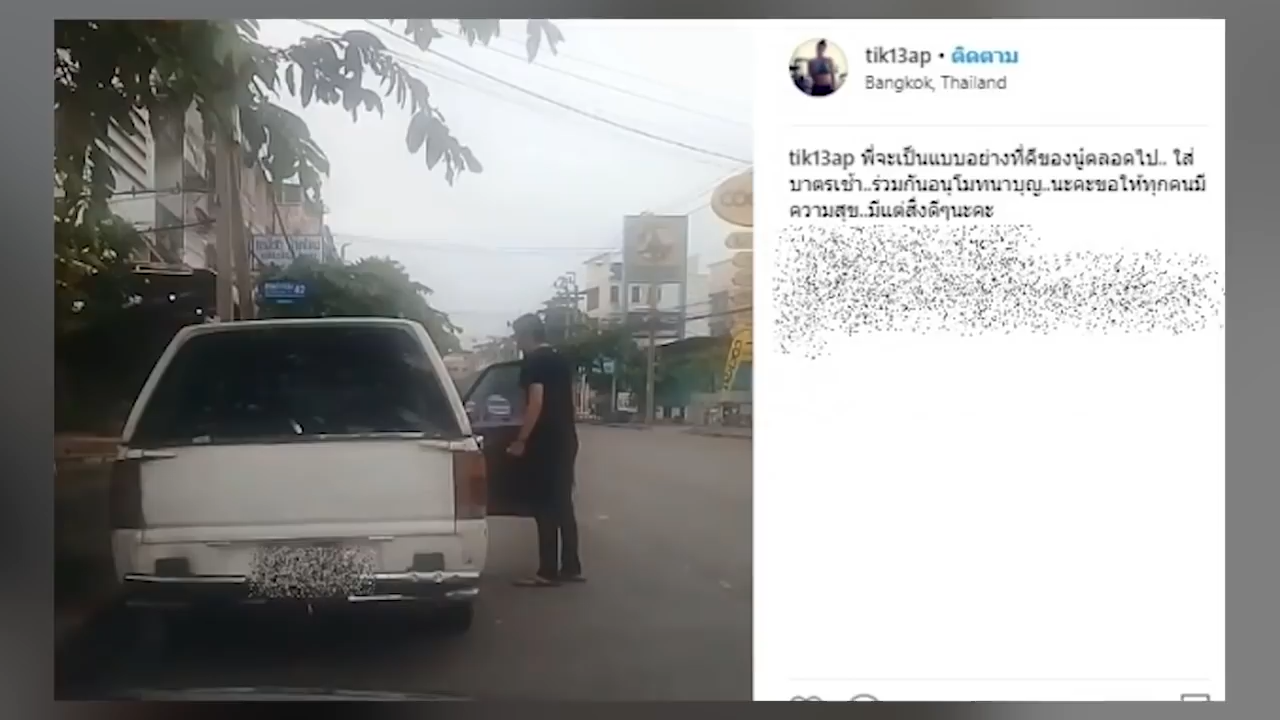 tik13ap • ติดตาม
Bangkok, Thailand
tik13ap พี่จะเป็นแบบอย่างที่ดีของนู๋ตลอดไป.. ใส่
บาตรเช้า..ร่วมกันอนุโมทนาบุญ..นะคะขอให้ทุกคนมี
ความสุข..มีแต่สิ่งดีๆนะคะ
42